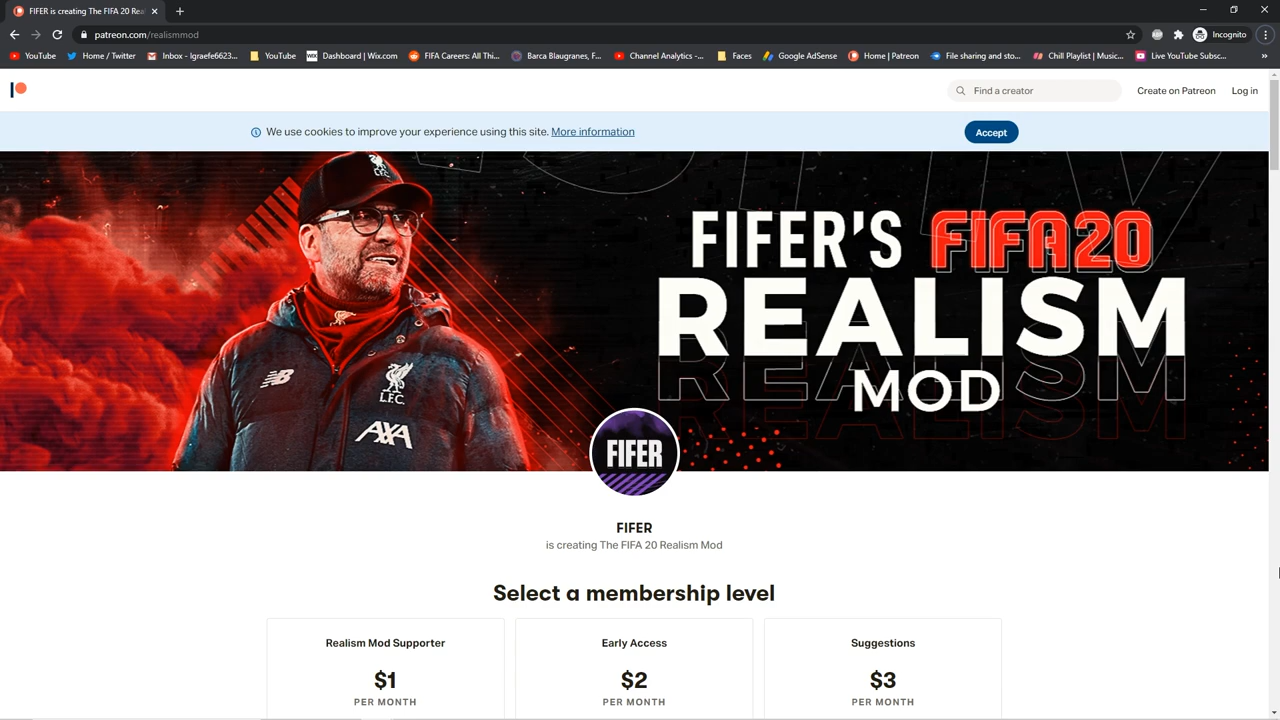 FIFER is creating The FIFA 20 Rea
patreon.com/realismmod
Incognito
YouTube
Home / Twitter
Inbox - lgraefe6623...
YouTube
Dashboard | Wix.com
FIFA Careers: All Thi...
Barca Blaugranes, F...
Channel Analytics -...
Faces
Google AdSense
Home | Patreon
File sharing and sto...
Chill Playlist | Music...
Live YouTube Subsc...
Find a creator
Create on Patreon
Log in
We use cookies to improve your experience using this site. More information
Accept
L.F.C.
FIFER'S FIFA20
REALISM
REALISM
REALISM
MOD
NB
L.F.C.
AXA
FIFER
FIFER
is creating The FIFA 20 Realism Mod
Select a membership level
Realism Mod Supporter
$1
PER MONTH
Early Access
$2
PER MONTH
Suggestions
$3
PER MONTH